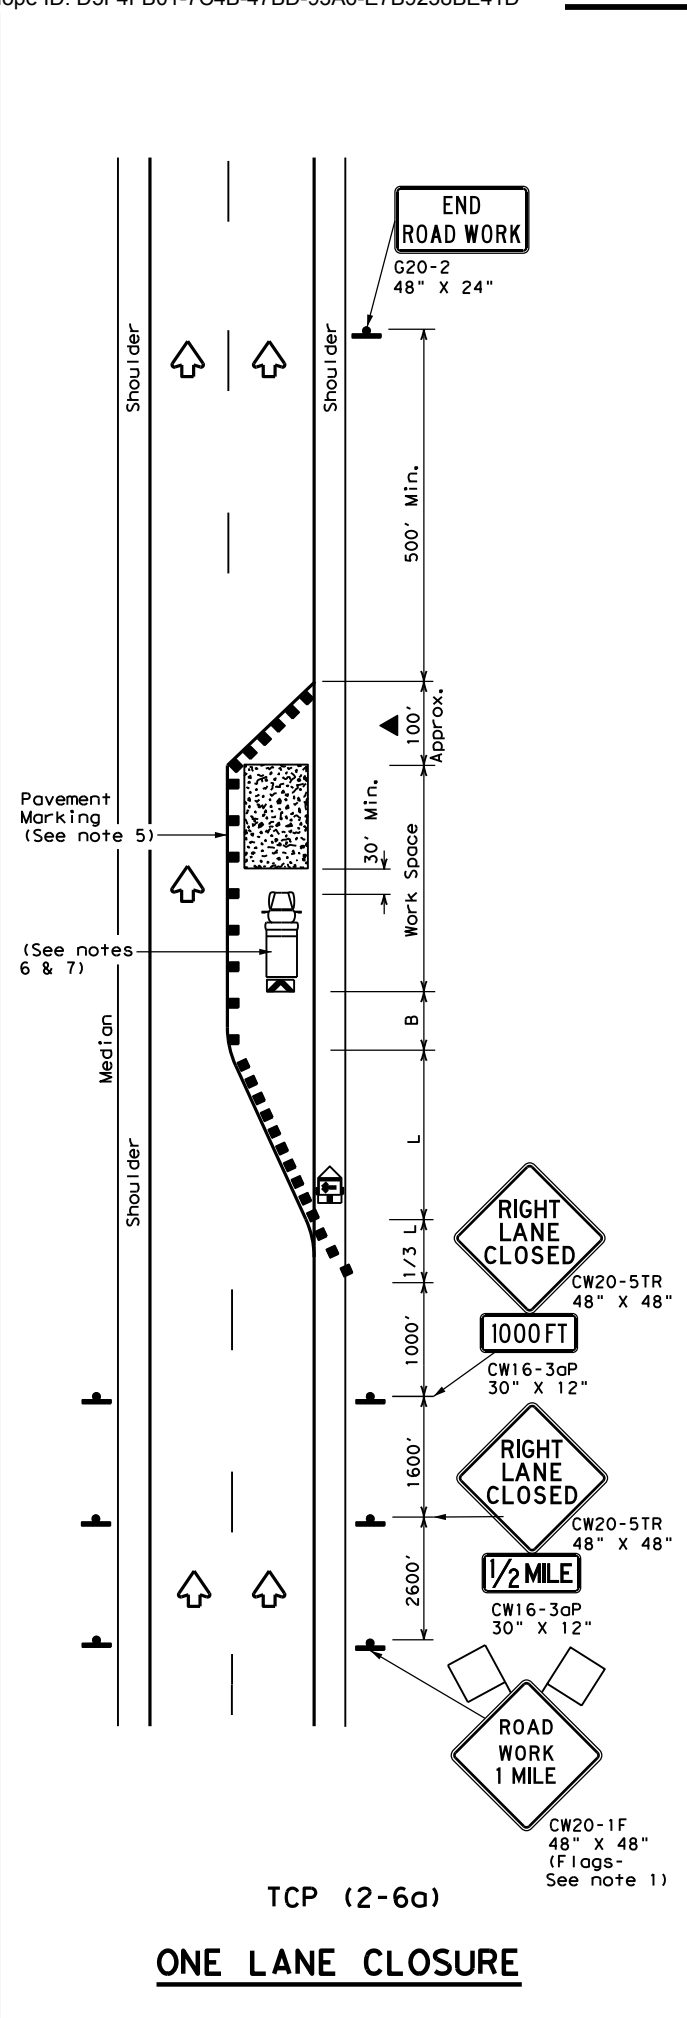 END
ROAD WORK
G20-2
48" X 24"
Shoulder
Shoulder
500' Min.
100'
Approx.
30' Min.
Work Space
Pavement
Marking
(See note 5)
(See notes
6 & 7)
B
Median
Shoulder
L
1/3 L
RIGHT
LANE
CLOSED
CW20-5TR
48" X 48"
1000 FT
CW16-3aP
30" X 12"
1000'
1600'
RIGHT
LANE
CLOSED
CW20-5TR
48" X 48"
1/2 MILE
CW16-3aP
30" X 12"
2600'
ROAD
WORK
1 MILE
CW20-1F
48" X 48"
(Flags-
See note 1)
TCP (2-6a)
ONE LANE CLOSURE